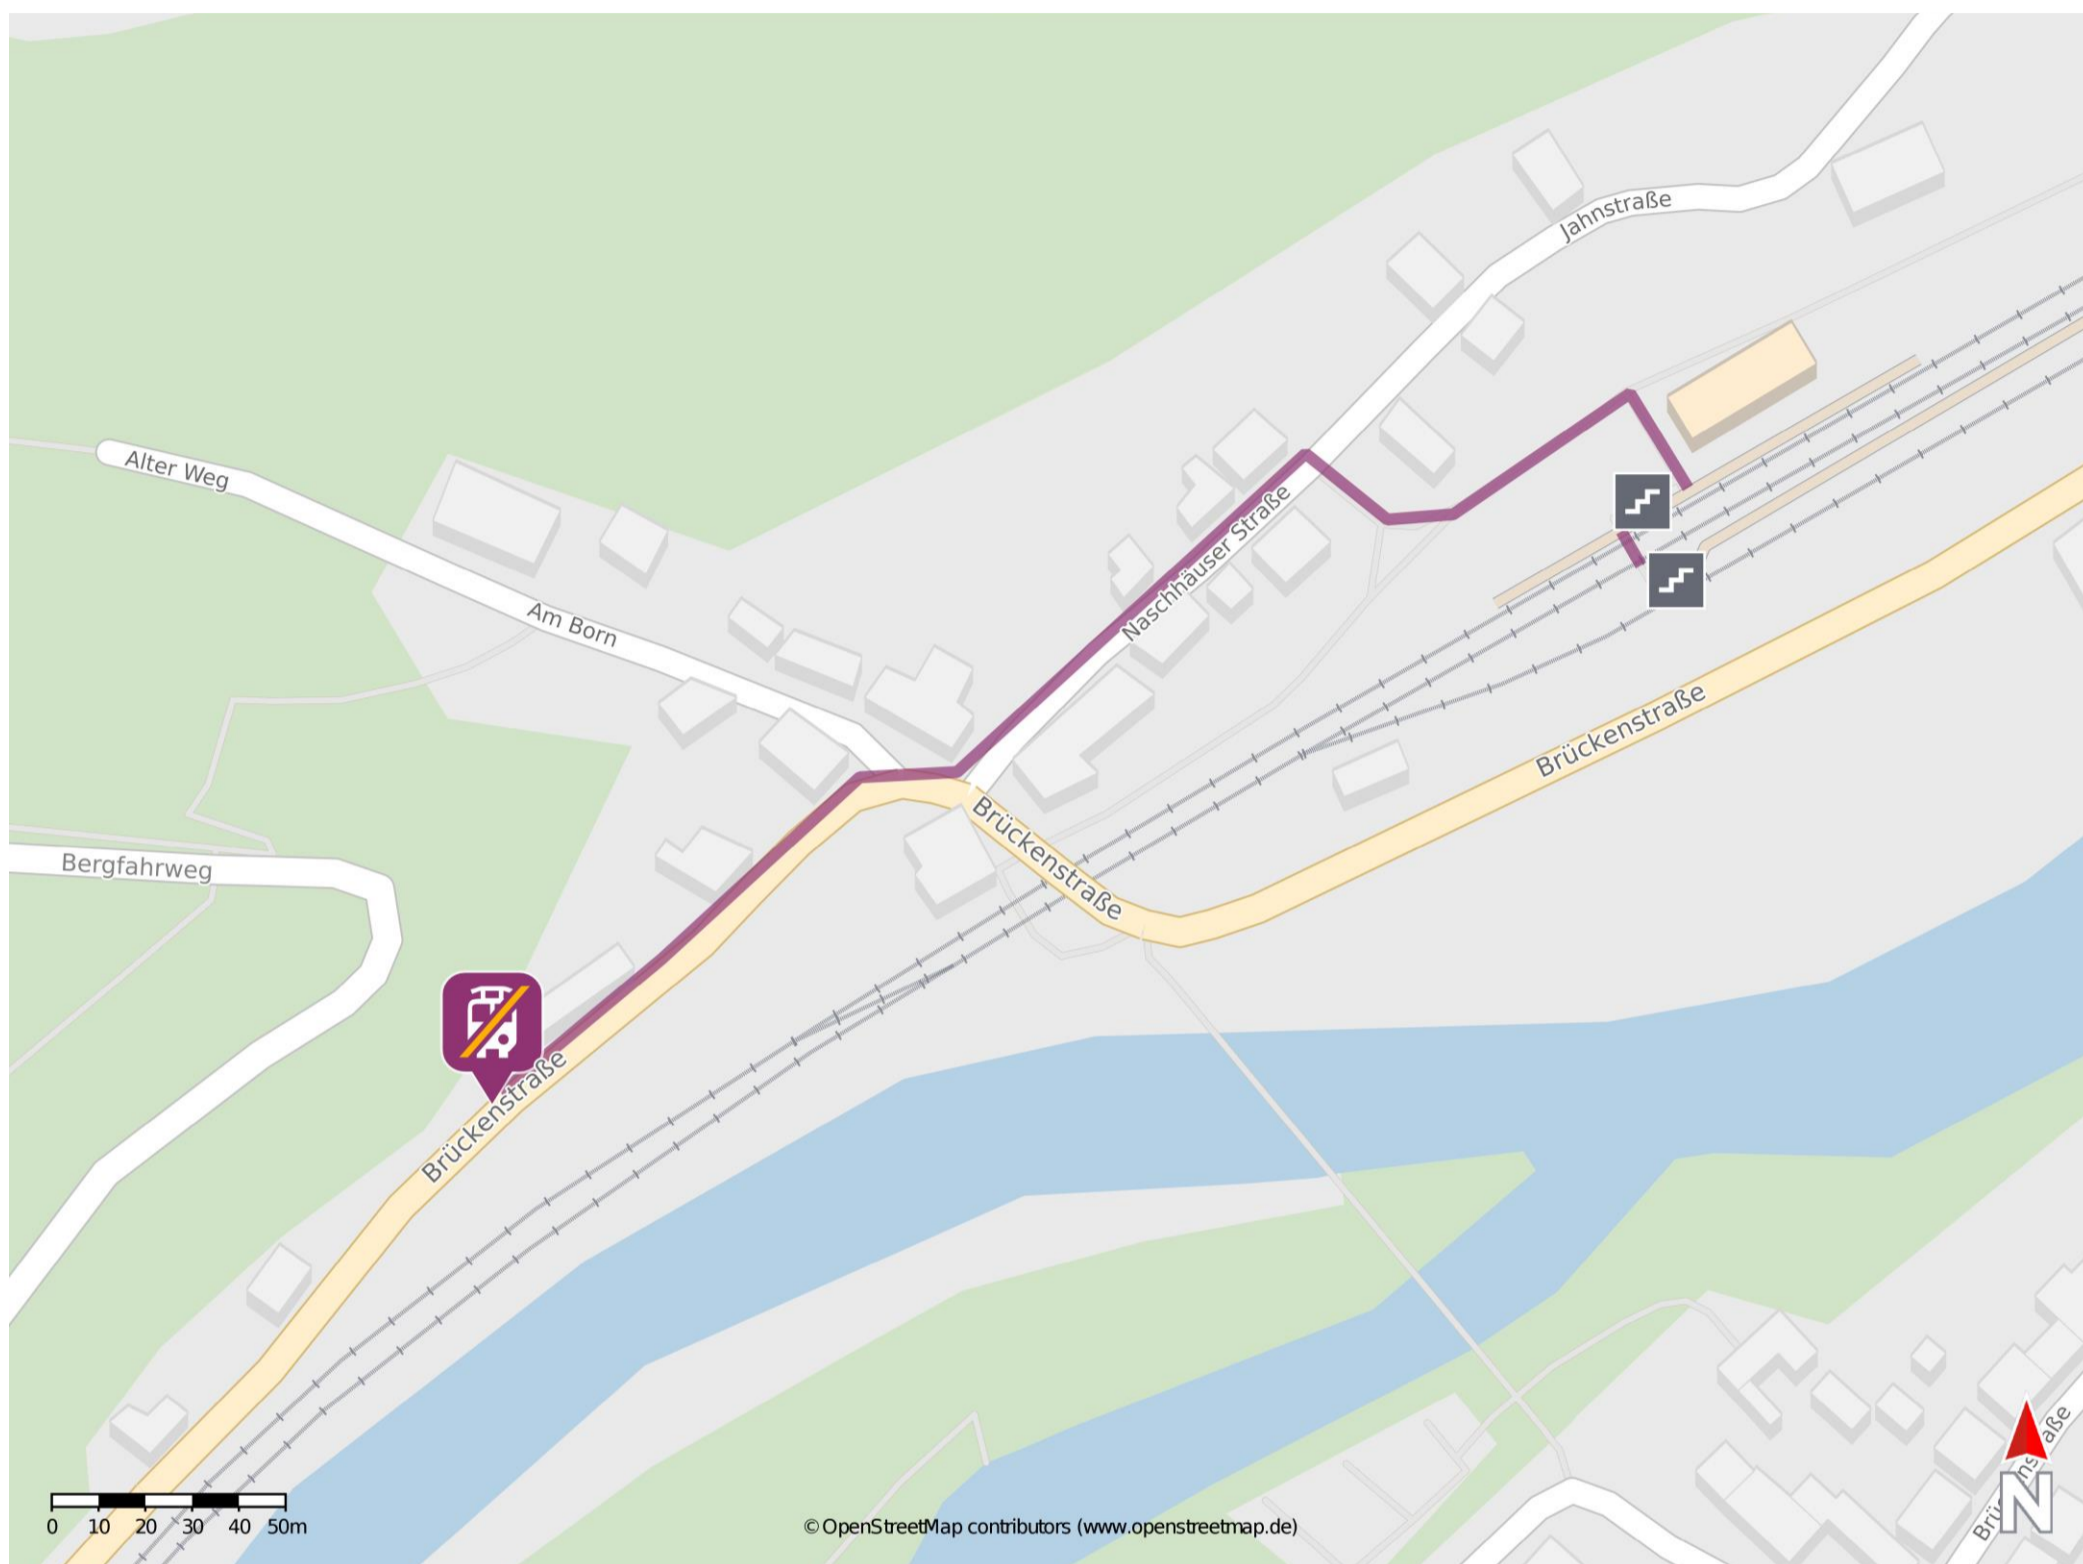 Jahnstraße
Alter Weg
Naschhäuser Straße
Am Born
Brückenstraße
Brückenstraße
Bergfahrweg
Brückenstraße
N
0 10 20 30 40 50m
© OpenStreetMap contributors (www.openstreetmap.de)